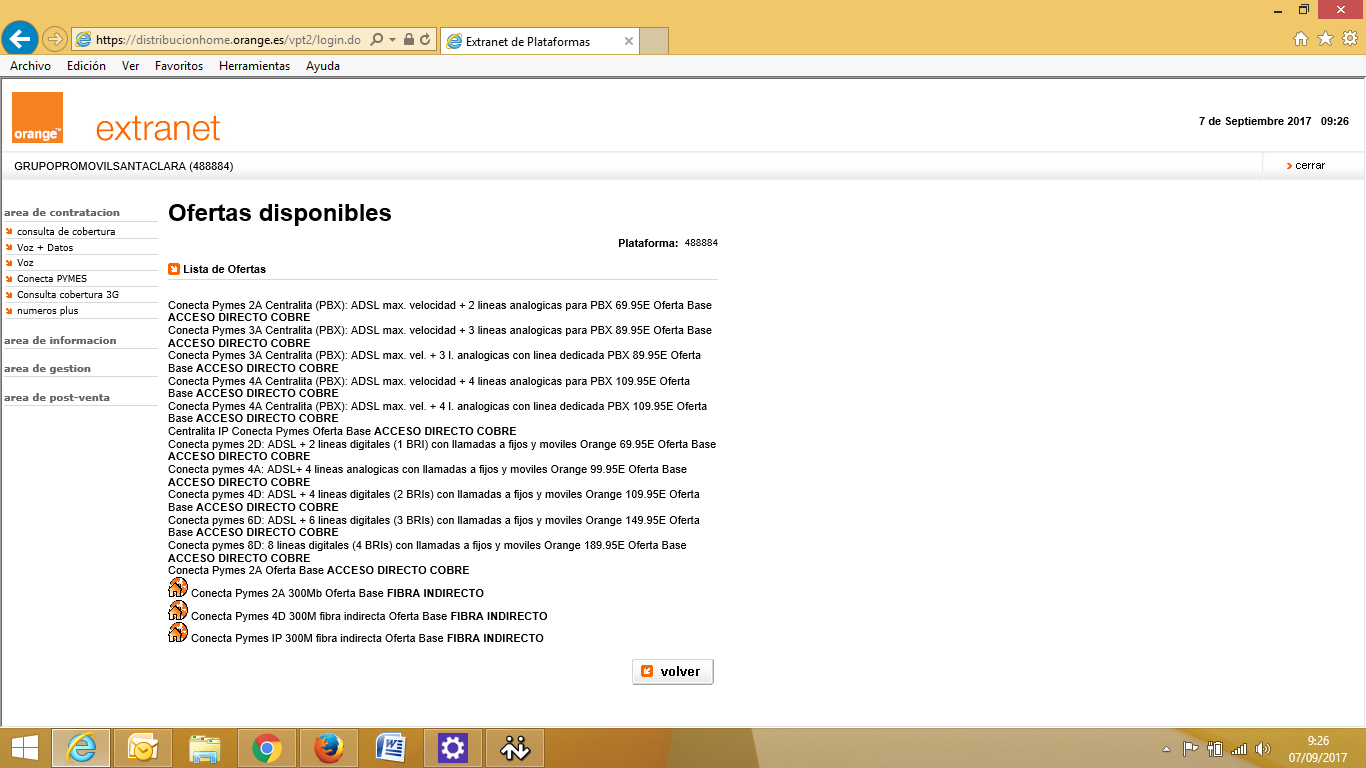 https://distribucionhome.orange.es/vpt2/login.do
Extranet de Plataformas
Archivo Edición Ver Favoritos Herramientas Ayuda
orange™
extranet
7 de Septiembre 2017 09:26
GRUPOPROMOVILSANTACLARA (488884)
cerrar
area de contratacion
consulta de cobertura
Voz + Datos
Voz
Conecta PYMES
Consulta cobertura 3G
numeros plus
area de informacion
area de gestion
area de post-venta
Ofertas disponibles
Plataforma: 488884
Lista de Ofertas
Conecta Pymes 2A Centralita (PBX): ADSL max. velocidad + 2 lineas analogicas para PBX 69.95E Oferta Base
ACCESO DIRECTO COBRE
Conecta Pymes 3A Centralita (PBX): ADSL max. velocidad + 3 lineas analogicas para PBX 89.95E Oferta Base
ACCESO DIRECTO COBRE
Conecta Pymes 3A Centralita (PBX): ADSL max. vel. + 3 l. analogicas con linea dedicada PBX 89.95E Oferta
Base ACCESO DIRECTO COBRE
Conecta Pymes 4A Centralita (PBX): ADSL max. velocidad + 4 lineas analogicas para PBX 109.95E Oferta
Base ACCESO DIRECTO COBRE
Conecta Pymes 4A Centralita (PBX): ADSL max. vel. + 4 l. analogicas con linea dedicada PBX 109.95E Oferta
Base ACCESO DIRECTO COBRE
Centralita IP Conecta Pymes Oferta Base ACCESO DIRECTO COBRE
Conecta pymes 2D: ADSL + 2 lineas digitales (1 BRI) con llamadas a fijos y moviles Orange 69.95E Oferta Base
ACCESO DIRECTO COBRE
Conecta pymes 4A: ADSL+ 4 lineas analogicas con llamadas a fijos y moviles Orange 99.95E Oferta Base
ACCESO DIRECTO COBRE
Conecta pymes 4D: ADSL + 4 lineas digitales (2 BRIs) con llamadas a fijos y moviles Orange 109.95E Oferta
Base ACCESO DIRECTO COBRE
Conecta pymes 6D: ADSL + 6 lineas digitales (3 BRIs) con llamadas a fijos y moviles Orange 149.95E Oferta
Base ACCESO DIRECTO COBRE
Conecta pymes 8D: 8 lineas digitales (4 BRIs) con llamadas a fijos y moviles Orange 189.95E Oferta Base
ACCESO DIRECTO COBRE
Conecta Pymes 2A Oferta Base ACCESO DIRECTO COBRE
Conecta Pymes 2A 300Mb Oferta Base FIBRA INDIRECTO
Conecta Pymes 4D 300M fibra indirecta Oferta Base FIBRA INDIRECTO
Conecta Pymes IP 300M fibra indirecta Oferta Base FIBRA INDIRECTO
volver
9:26
07/09/2017